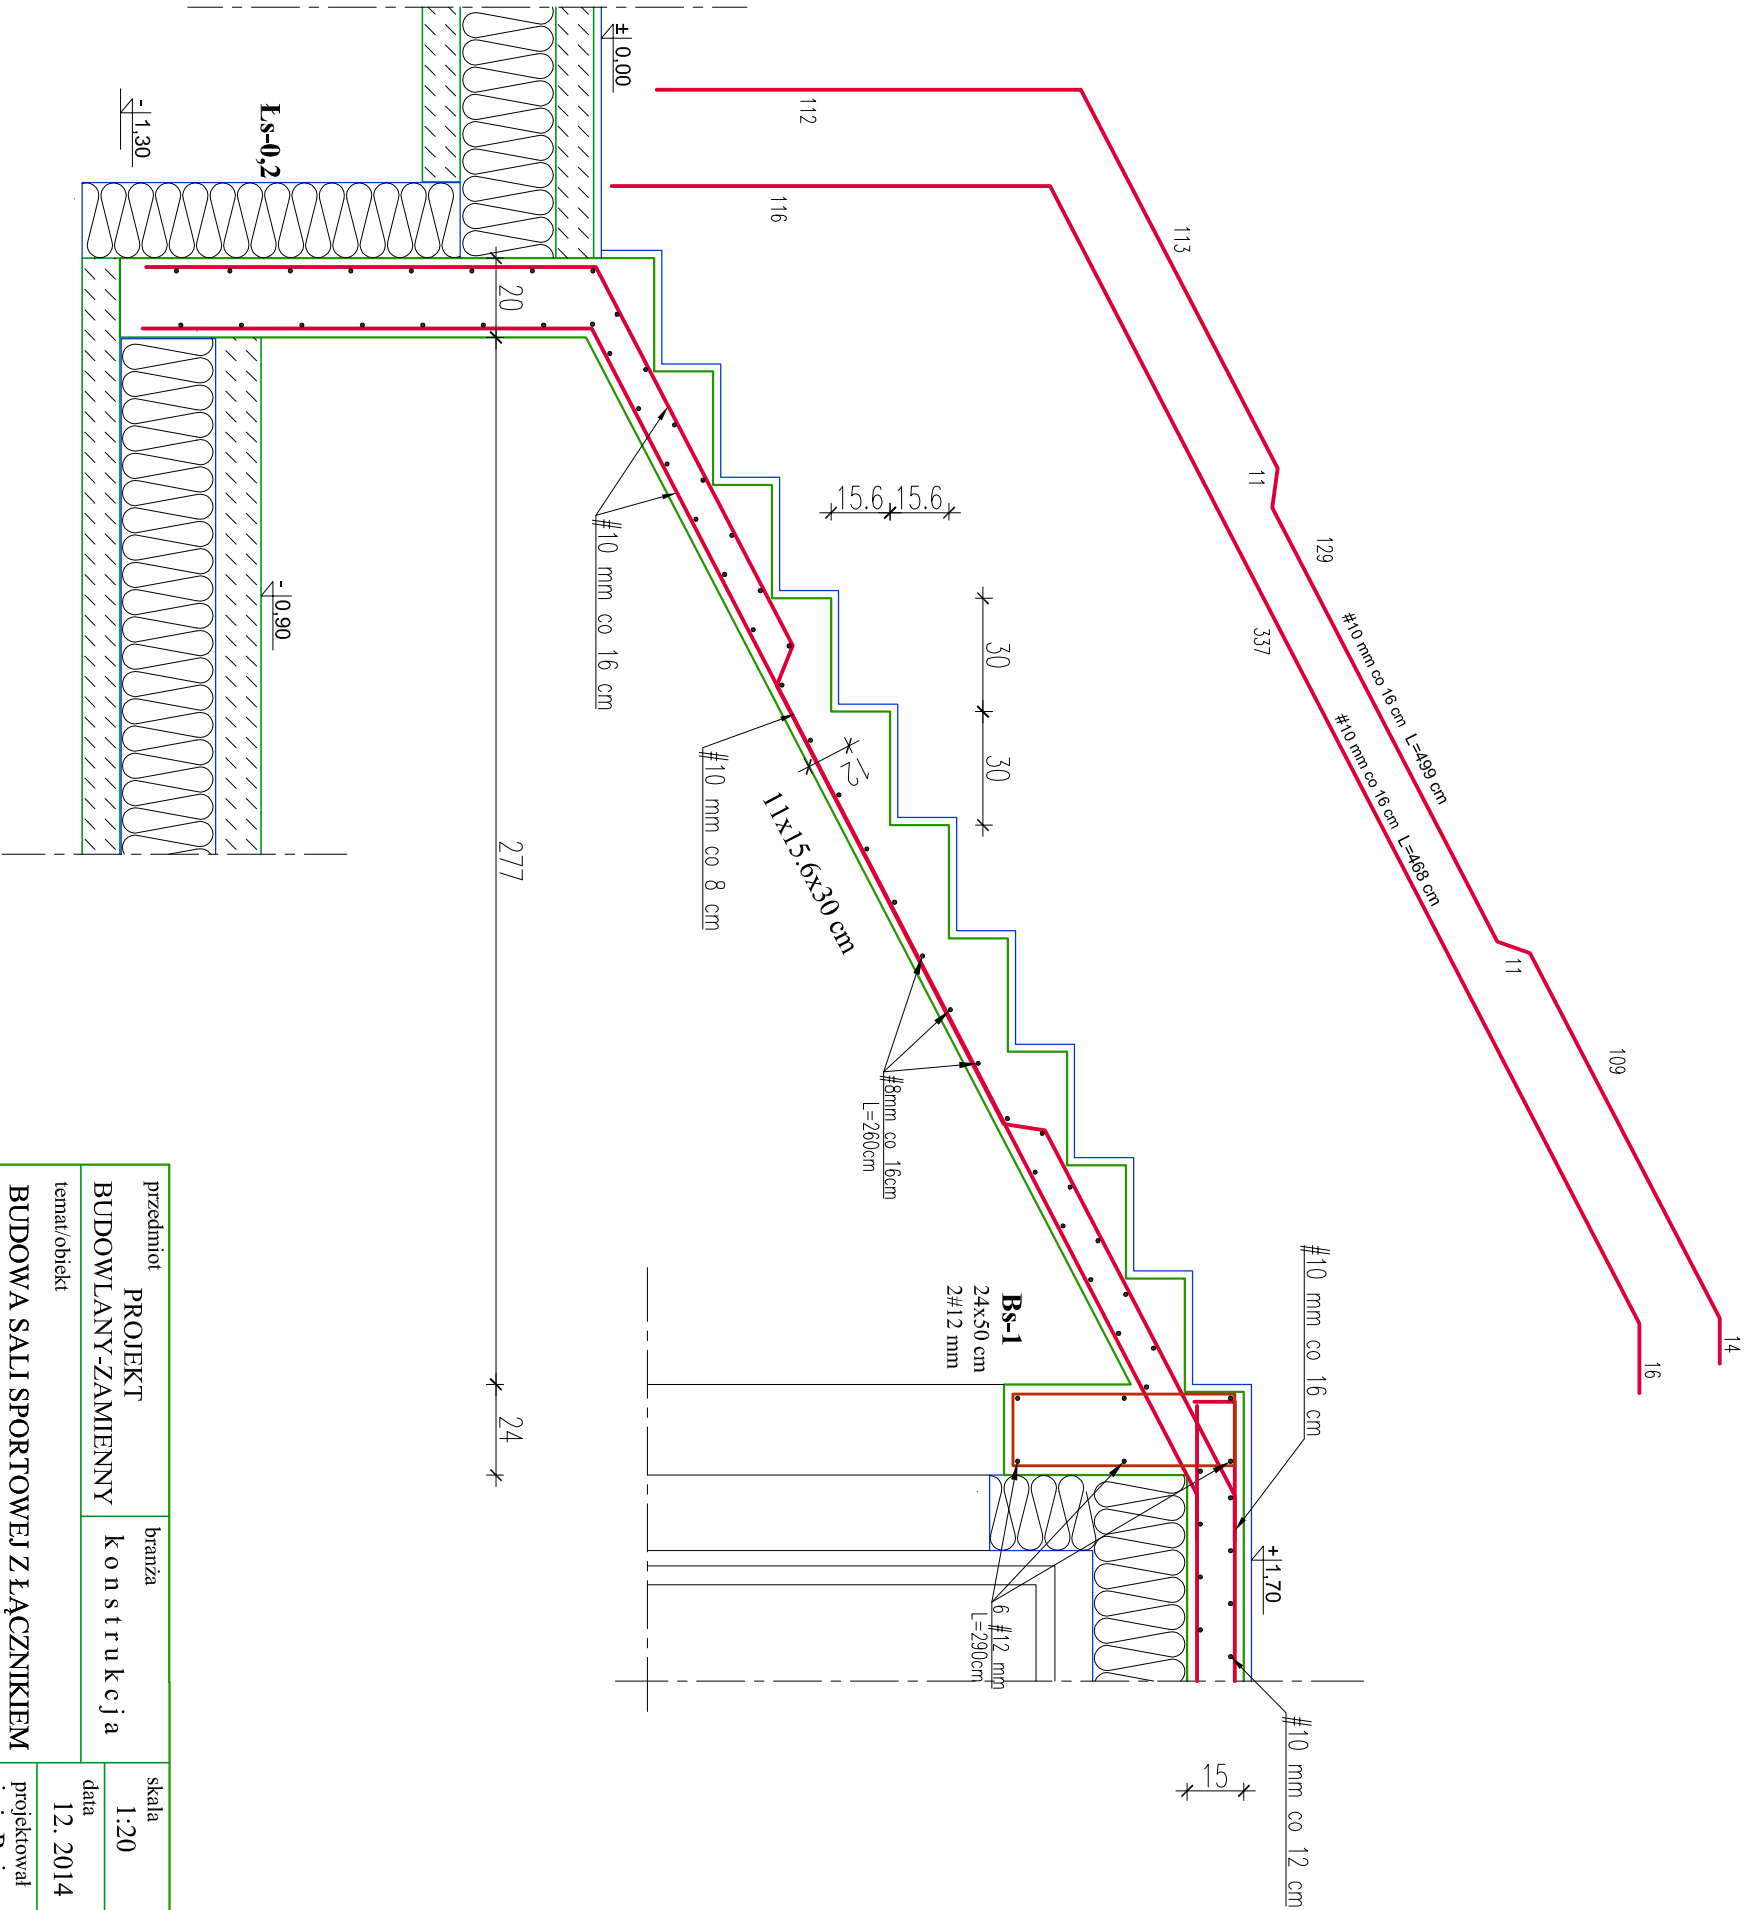 14
16
109
11
#10 mm co 16 cm L=499 cm
#10 mm co 16 cm L=468 cm
129
337
11
113
112
116
#10 mm co 16 cm
#10 mm co 12 cm
15
+1,70
± 0,00
Bs-1
24x50 cm
2#12 mm
6 #12 mm
L=290cm
30
30
15.6
15.6
#8mm co 16cm
L=260cm
12
11x15.6x30 cm
#10 mm co 8 cm
#10 mm co 16 cm
20
277
24
-0,90
Łs-0,2
-1,30
przedmiot
PROJEKT
BUDOWLANY-ZAMIENNY
branża
konstrukcja
skala
1:20
data
12. 2014
temat/obiekt
BUDOWA SALI SPORTOWEJ Z ŁĄCZNIKIEM
projektował